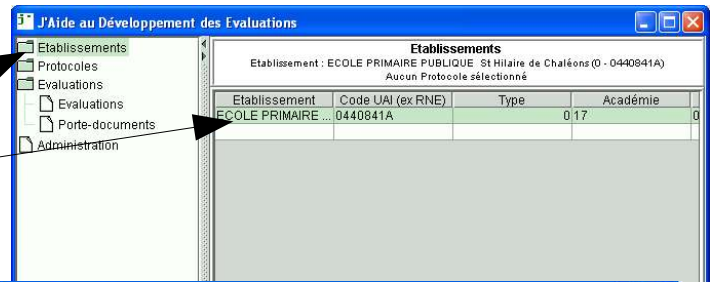 J'Aide au Développement des Evaluations
Etablissements
Protocoles
Evaluations
Evaluations
Porte-documents
Administration
Etablissements
Etablissement : ECOLE PRIMAIRE PUBLIQUE St Hilaire de Chaléons (0 - 0440841A)
Aucun Protocole sélectionné
Etablissement Code UAI (ex RNE) Type Académie
ECOLE PRIMAIRE ... 0440841A 0 17 0